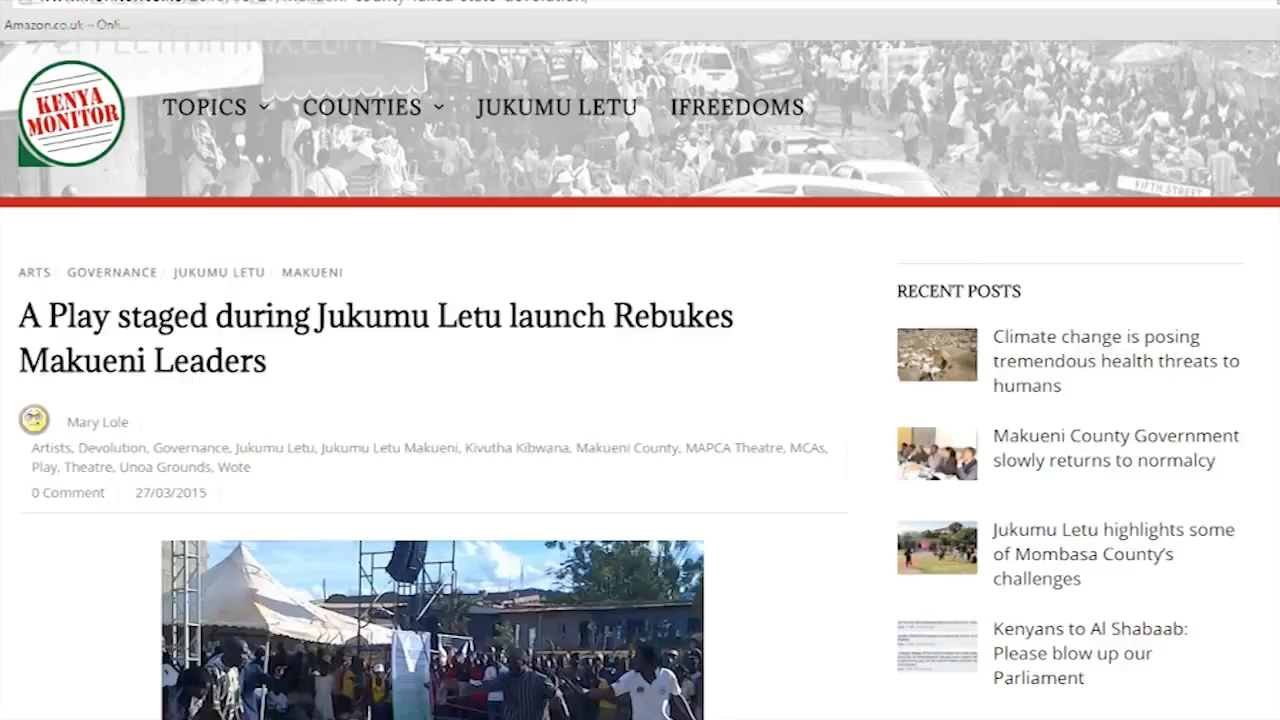 Amazon.co.uk – Onli...
KENYA
MONITOR
TOPICS
COUNTIES
JUKUMU LETU
IFREEDOMS
FIFTH STREET
ARTS
GOVERNANCE
JUKUMU LETU
MAKUENI
A Play staged during Jukumu Letu launch Rebukes
Makueni Leaders
Mary Lole
Artists, Devolution, Governance, Jukumu Letu, Jukumu Letu Makueni, Kivutha Kibwana, Makueni County, MAPCA Theatre, MCAs,
Play, Theatre, Unoa Grounds, Wote
0 Comment
27/03/2015
RECENT POSTS
Climate change is posing
tremendous health threats to
humans
Makueni County Government
slowly returns to normalcy
Jukumu Letu highlights some
of Mombasa County's
challenges
Kenyans to Al Shabaab:
Please blow up our
Parliament